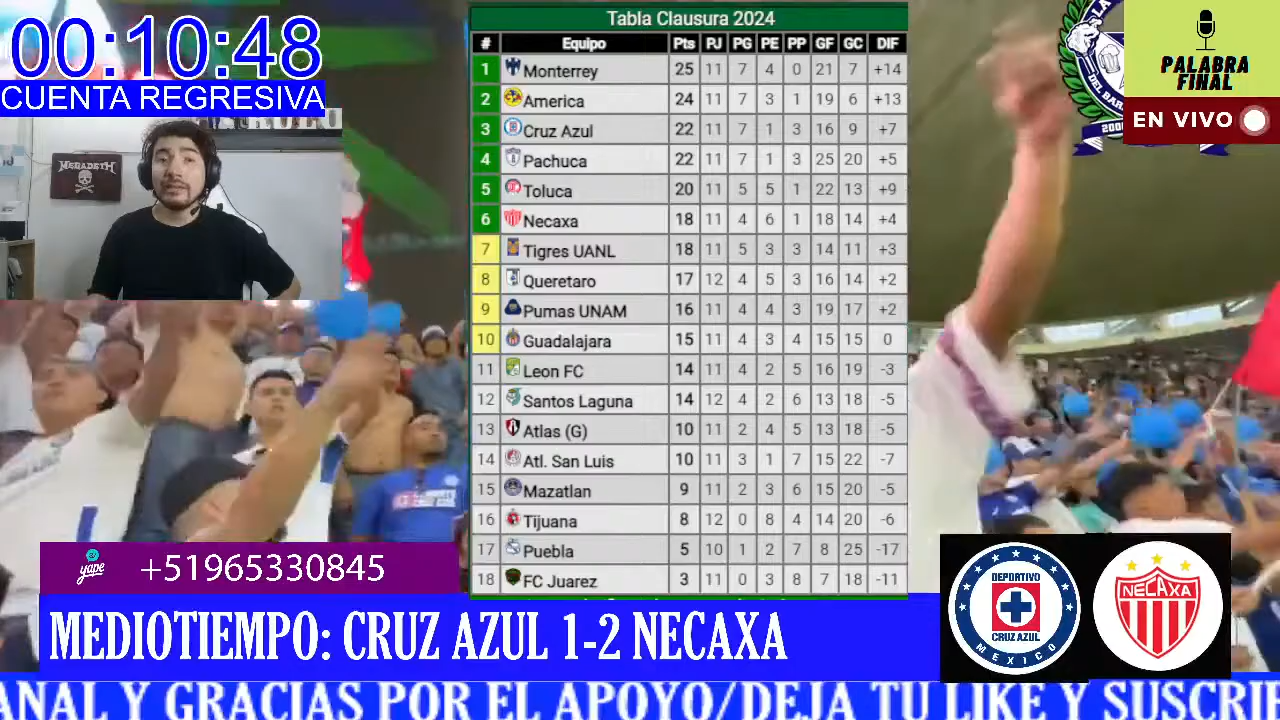 00:10:48
CUENTA REGRESIVA
MEGADETH
Tabla Clausura 2024
# Equipo Pts PJ PG PE PP GF GC DIF
1 Monterrey 25 11 7 4 0 21 7 +14
2 America 24 11 7 3 1 19 6 +13
3 Cruz Azul 22 11 7 1 3 16 9 +7
4 Pachuca 22 11 7 1 3 25 20 +5
5 Toluca 20 11 5 5 1 22 13 +9
6 Necaxa 18 11 4 6 1 18 14 +4
7 Tigres UANL 18 11 5 3 3 14 11 +3
8 Queretaro 17 12 4 5 3 16 14 +2
9 Pumas UNAM 16 11 4 4 3 19 17 +2
10 Guadalajara 15 11 4 3 4 15 15 0
11 Leon FC 14 11 4 2 5 16 19 -3
12 Santos Laguna 14 12 4 2 6 13 18 -5
13 Atlas (G) 10 11 2 4 5 13 18 -5
14 Atl. San Luis 10 11 3 1 7 15 22 -7
15 Mazatlan 9 11 2 3 6 15 20 -5
16 Tijuana 8 12 0 8 4 14 20 -6
17 Puebla 5 10 1 2 7 8 25 -17
18 FC Juarez 3 11 0 3 8 7 18 -11
PALABRA
FINAL
EN VIVO
yape
+51965330845
DEPORTIVO
CRUZ AZUL
MEXICO
NECAXA
MEDIOTIEMPO: CRUZ AZUL 1-2 NECAXA
ANAL Y GRACIAS POR EL APOYO/DEJA TU LIKE Y SUSCRIB